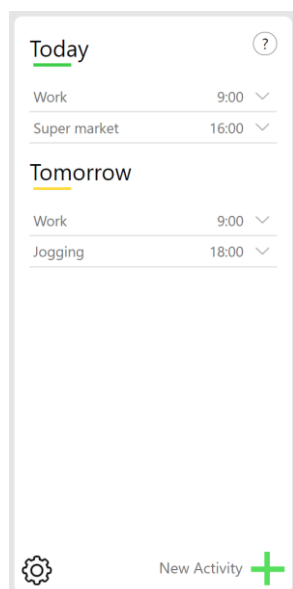 Today ?
Work 9:00
Super market 16:00
Tomorrow
Work 9:00
Jogging 18:00
New Activity